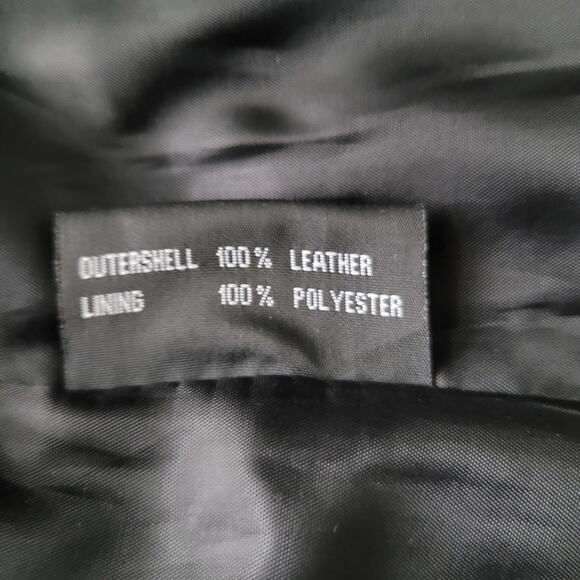 OUTERSHELL 100% LEATHER
LINING 100% POLYESTER